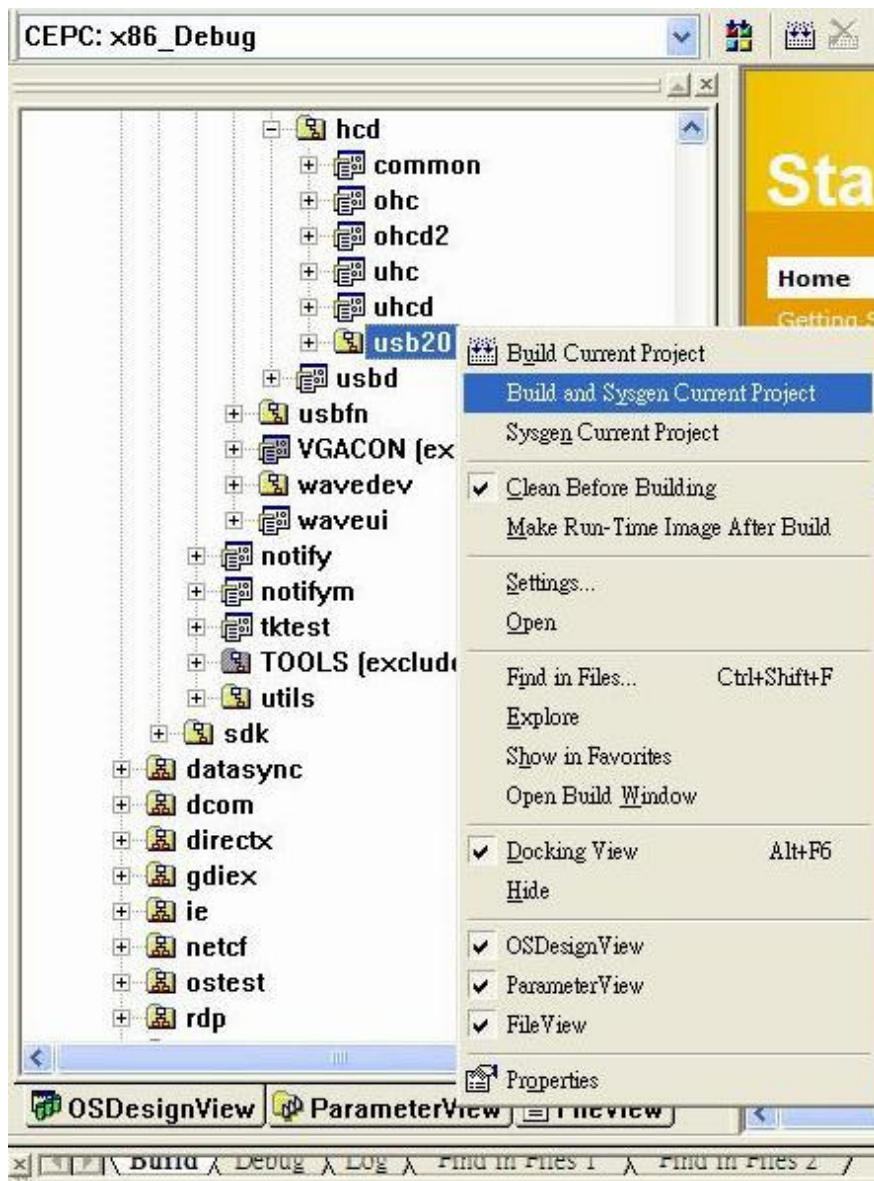 CEPC: x86_Debug
hcd
common
ohc
ohcd2
uhc
uhcd
usb20
usbd
usbfn
VGACON (ex
wavedev
waveui
notify
notifym
tktest
TOOLS (exclude
utils
sdk
datasync
dcom
directx
gdiex
ie
netcf
ostest
rdp
Sta
Home
Getting S
Build Current Project
Build and Sysgen Current Project
Sysgen Current Project
Clean Before Building
Make Run-Time Image After Build
Settings...
Open
Find in Files... Ctrl+Shift+F
Explore
Show in Favorites
Open Build Window
Docking View Alt+F6
Hide
OSDesignView
ParameterView
FileView
Properties
OSDesignView ParameterView FileView
Build Debug Log Find in Files 1 Find in Files 2